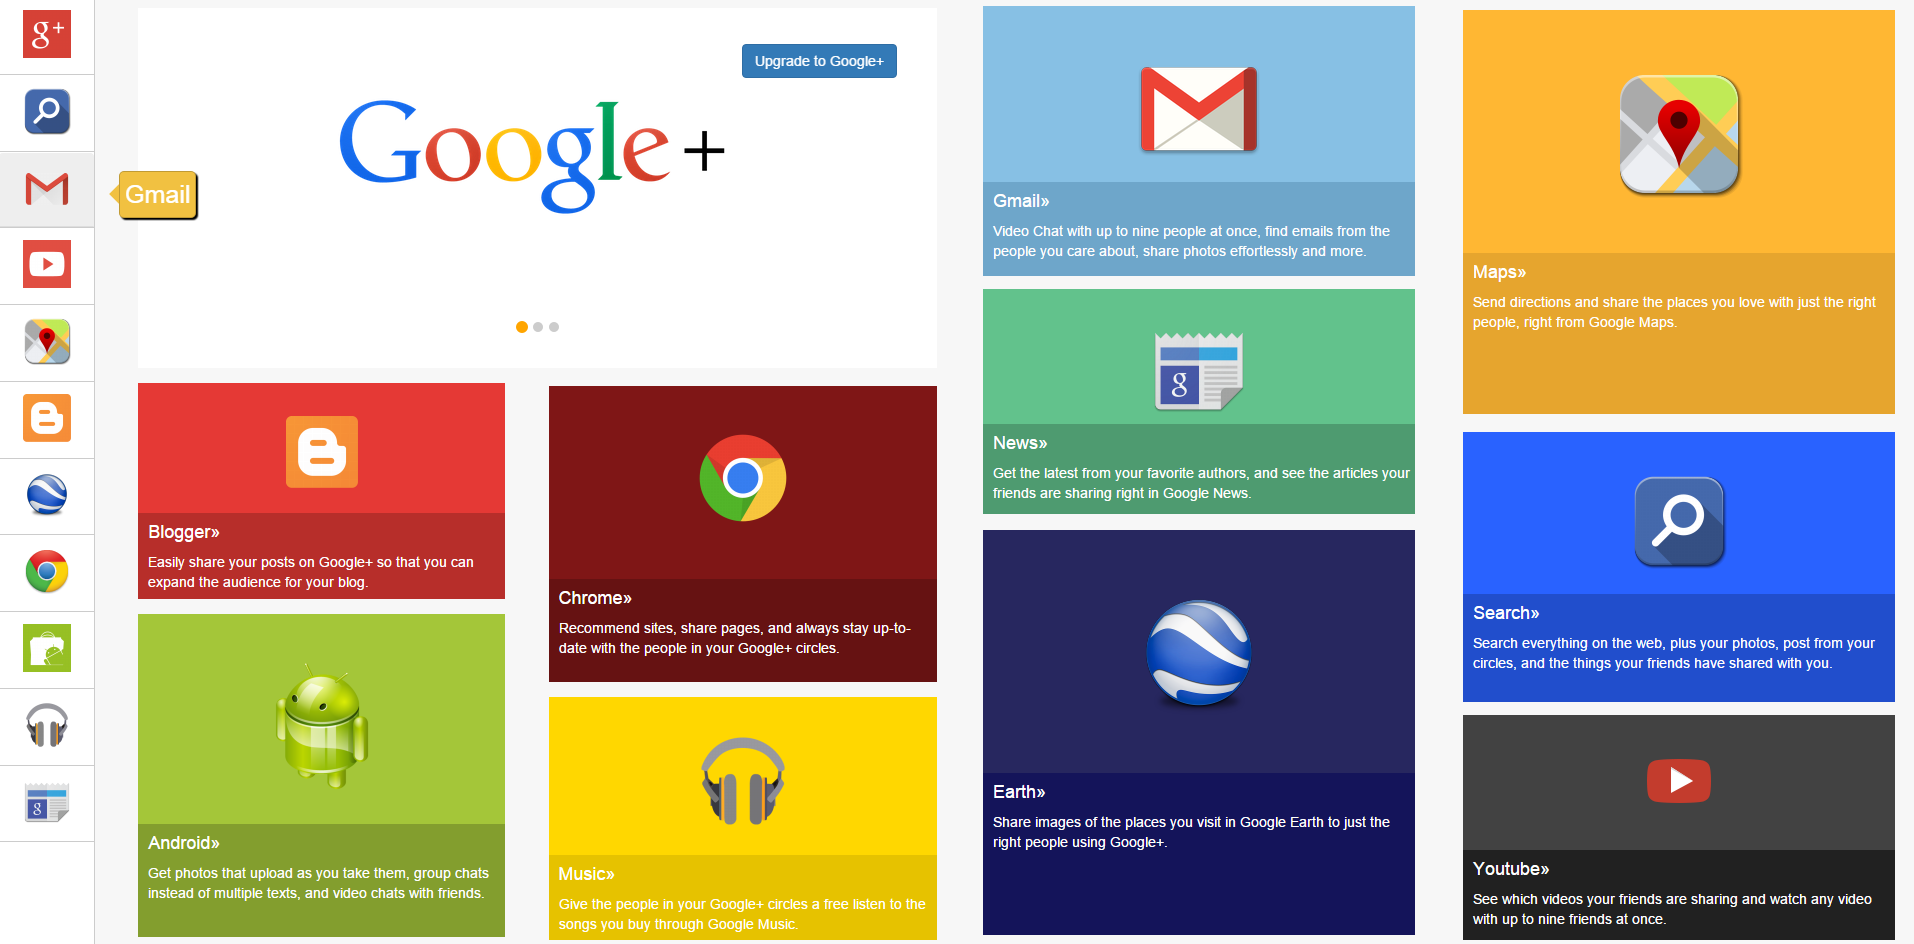 g+
Gmail
Upgrade to Google+
Google+
Blogger»
Easily share your posts on Google+ so that you can
expand the audience for your blog.
Android»
Get photos that upload as you take them, group chats
instead of multiple texts, and video chats with friends.
Chrome»
Recommend sites, share pages, and always stay up-to-
date with the people in your Google+ circles.
Music»
Give the people in your Google+ circles a free listen to the
songs you buy through Google Music.
Gmail»
Video Chat with up to nine people at once, find emails from the
people you care about, share photos effortlessly and more.
g
News»
Get the latest from your favorite authors, and see the articles your
friends are sharing right in Google News.
Earth»
Share images of the places you visit in Google Earth to just the
right people using Google+.
Maps»
Send directions and share the places you love with just the right
people, right from Google Maps.
Search»
Search everything on the web, plus your photos, post from your
circles, and the things your friends have shared with you.
Youtube»
See which videos your friends are sharing and watch any video
with up to nine friends at once.